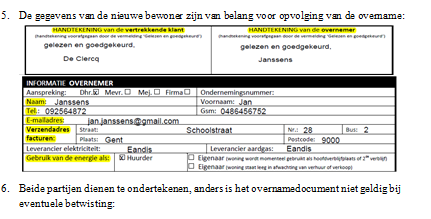 5. De gegevens van de nieuwe bewoner zijn van belang voor opvolging van de overname:
HANDTEKENING van de vertrekkende klant HANDTEKENING van de overnemer
(handtekening voorafgegaan door de vermelding 'Gelezen en goedgekeurd') (handtekening voorafgegaan door de vermelding 'Gelezen en goedgekeurd')
gelezen en goedgekeurd, gelezen en goedgekeurd,
De Clercq Janssens
INFORMATIE OVERNEMER
Aanspreking: Dhr. ☒ Mevr. ☐ Mej. ☐ Firma ☐ Ondernemingsnummer:
Naam: Janssens Voornaam: Jan
Tel.: 092564872 Gsm: 0486456752
E-mailadres: jan.janssens@gmail.com
Verzendadres Straat: Schoolstraat Nr.: 28 Bus: 2
facturen: Plaats: Gent Postcode: 9000
Leverancier elektriciteit: Eandis Leverancier aardgas: Eandis
Gebruik van de energie als: ☒ Huurder ☐ Eigenaar (woning wordt momenteel gebruikt als hoofdverblijfplaats of 2e verblijf)
☐ Eigenaar (woning staat leeg in afwachting van verhuur of verkoop)
6. Beide partijen dienen te ondertekenen, anders is het overnamedocument niet geldig bij
eventuele betwisting: